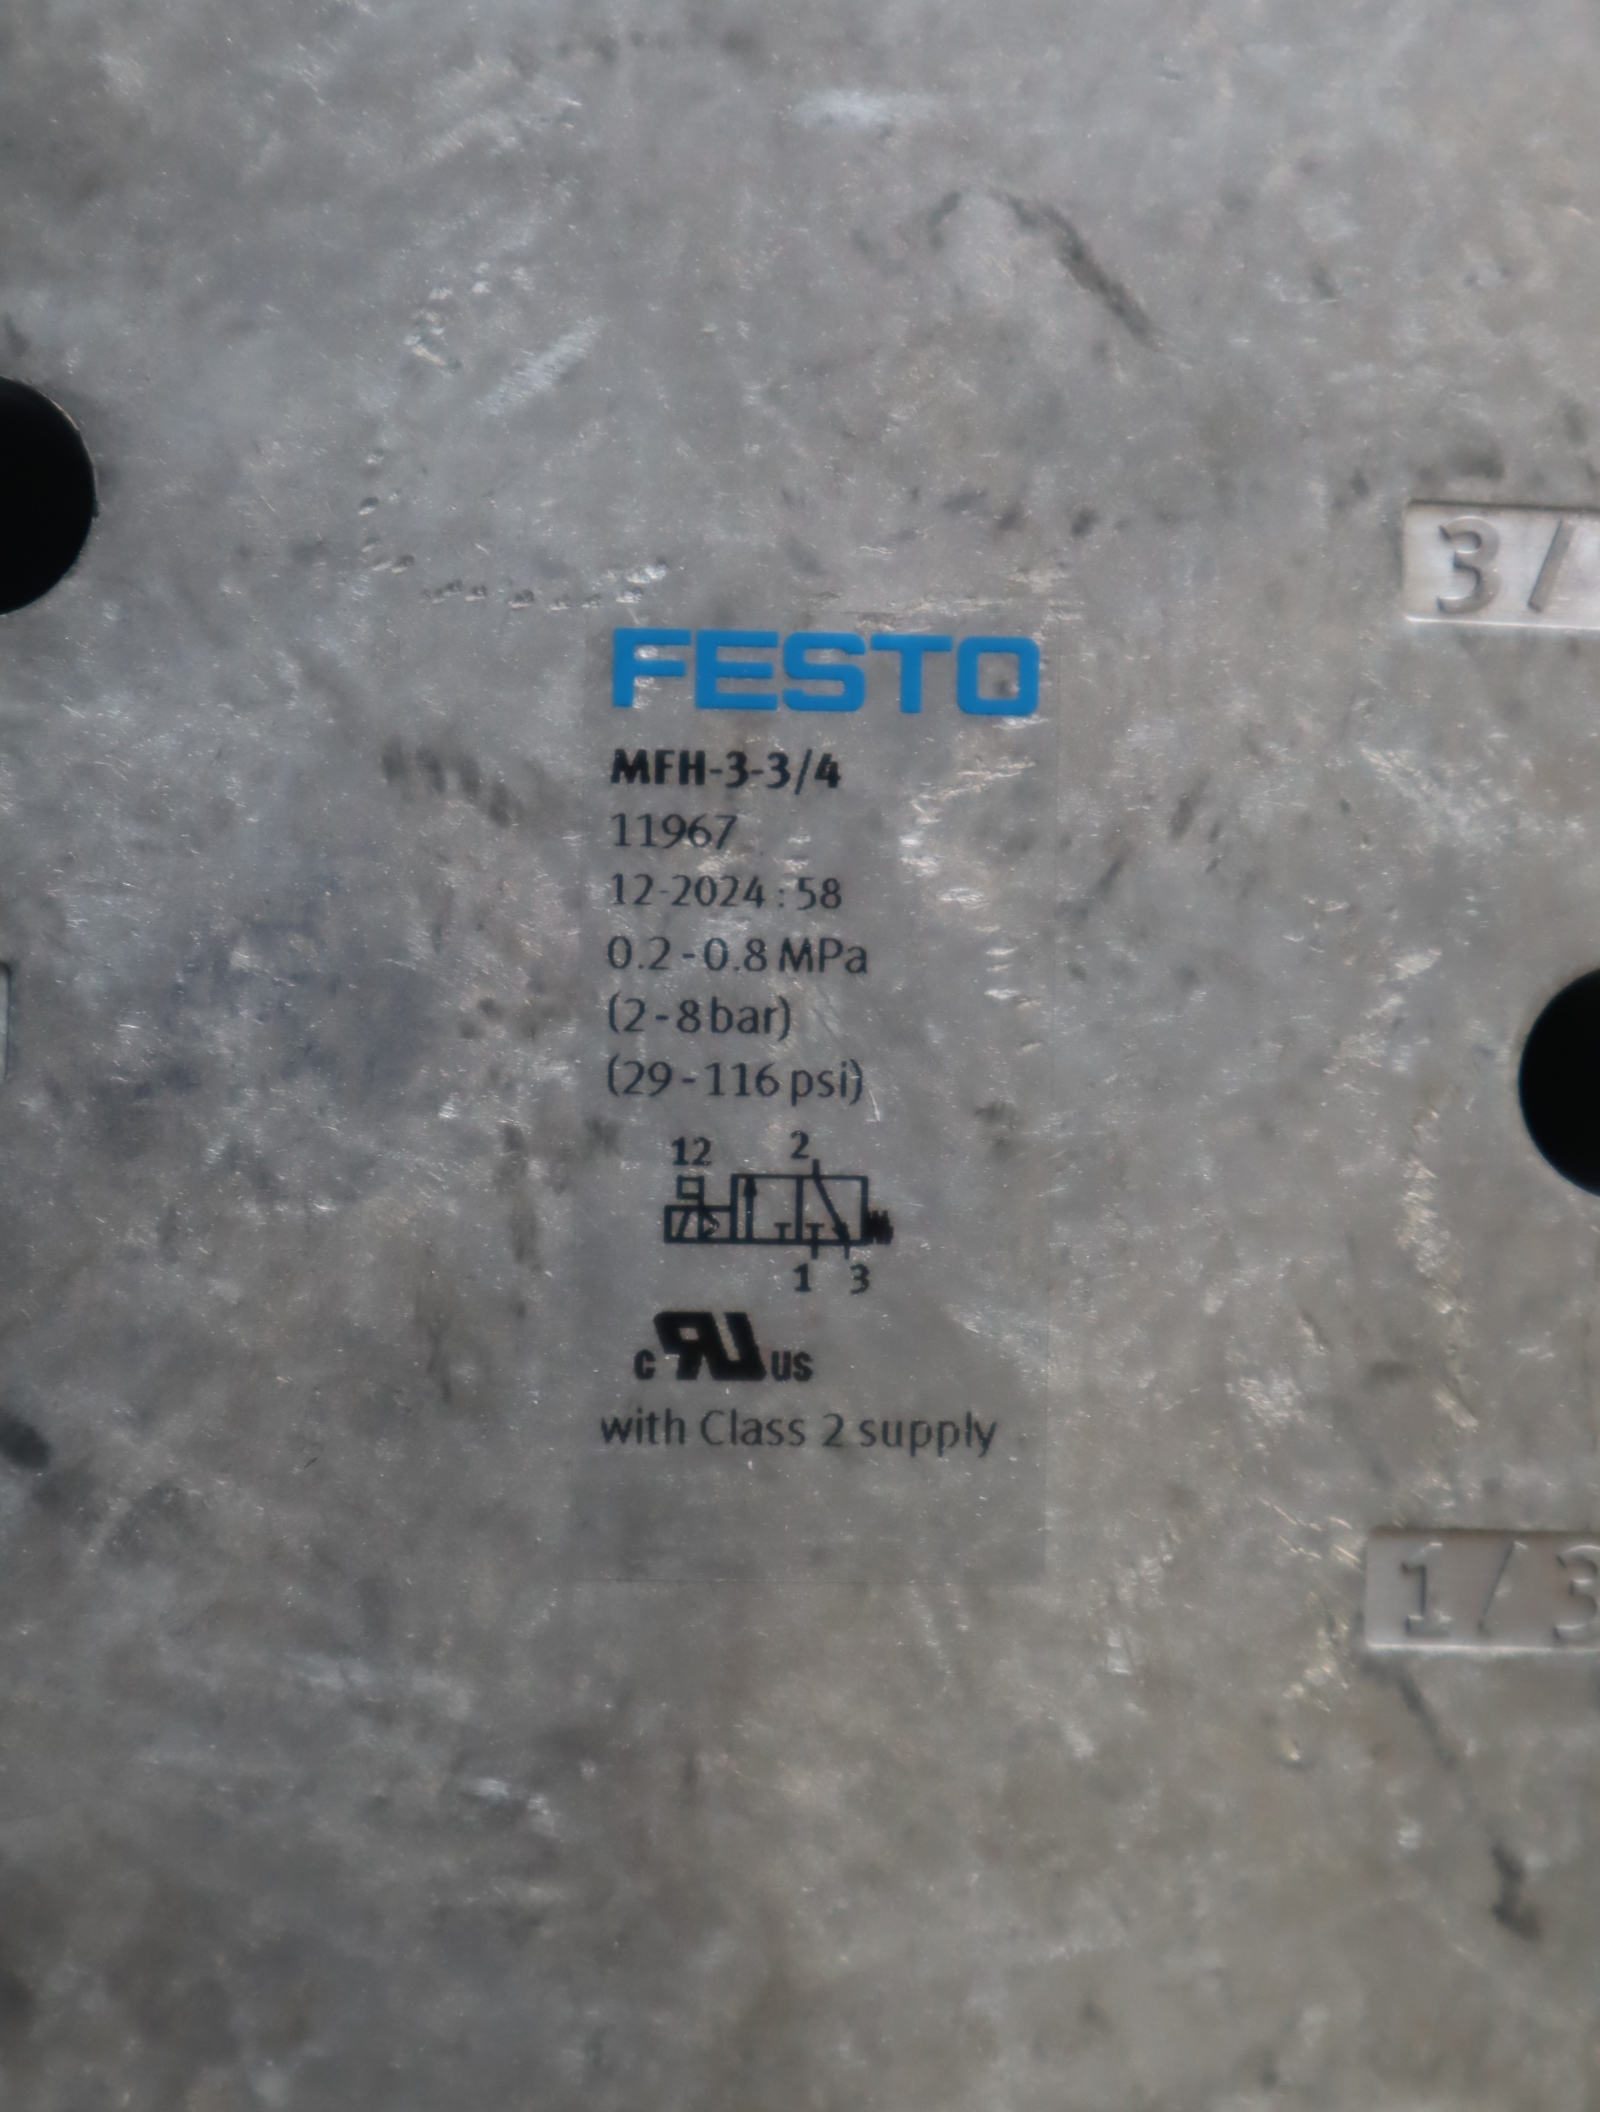 3/
FESTO
MFH-3-3/4
11967
12-2024 : 58
0.2 - 0.8 MPa
(2 - 8 bar)
(29 - 116 psi)
12 2
1 3
c RU US
with Class 2 supply
1/3